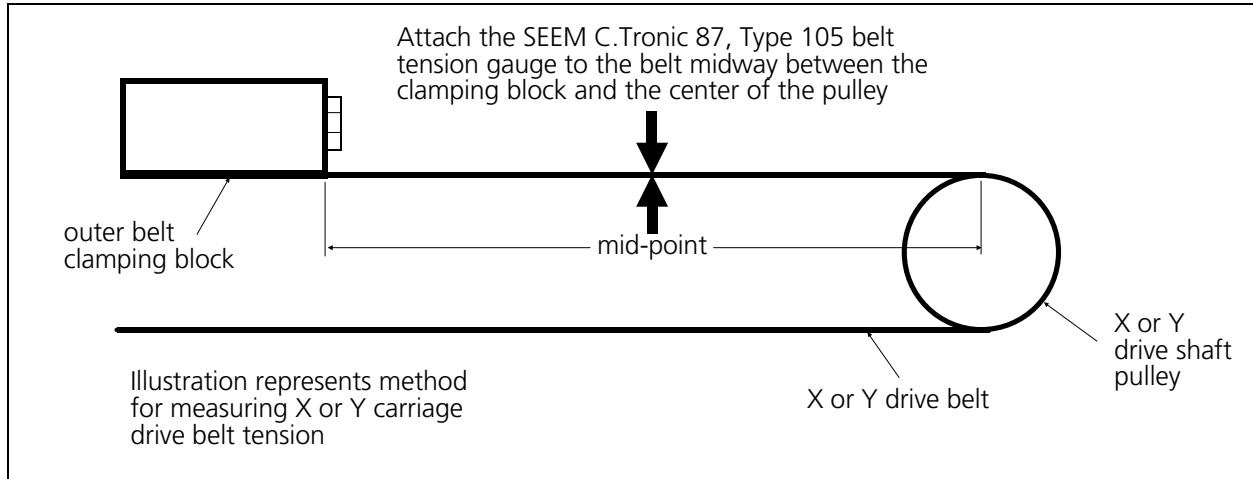 Attach the SEEM C.Tronic 87, Type 105 belt
tension gauge to the belt midway between the
clamping block and the center of the pulley
outer belt
clamping block
mid-point
X or Y
drive shaft
pulley
X or Y drive belt
Illustration represents method
for measuring X or Y carriage
drive belt tension